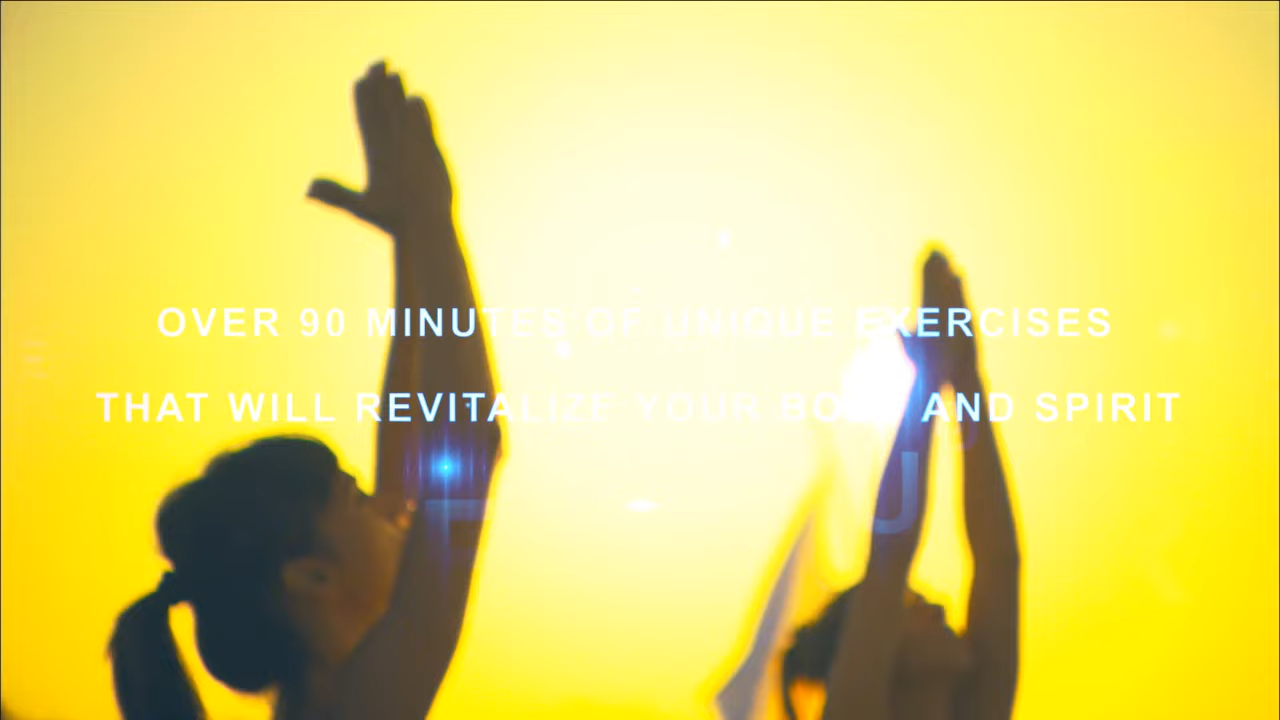 OVER 90 MINUTES OF UNIQUE EXERCISES
THAT WILL REVITALIZE YOUR BODY AND SPIRIT